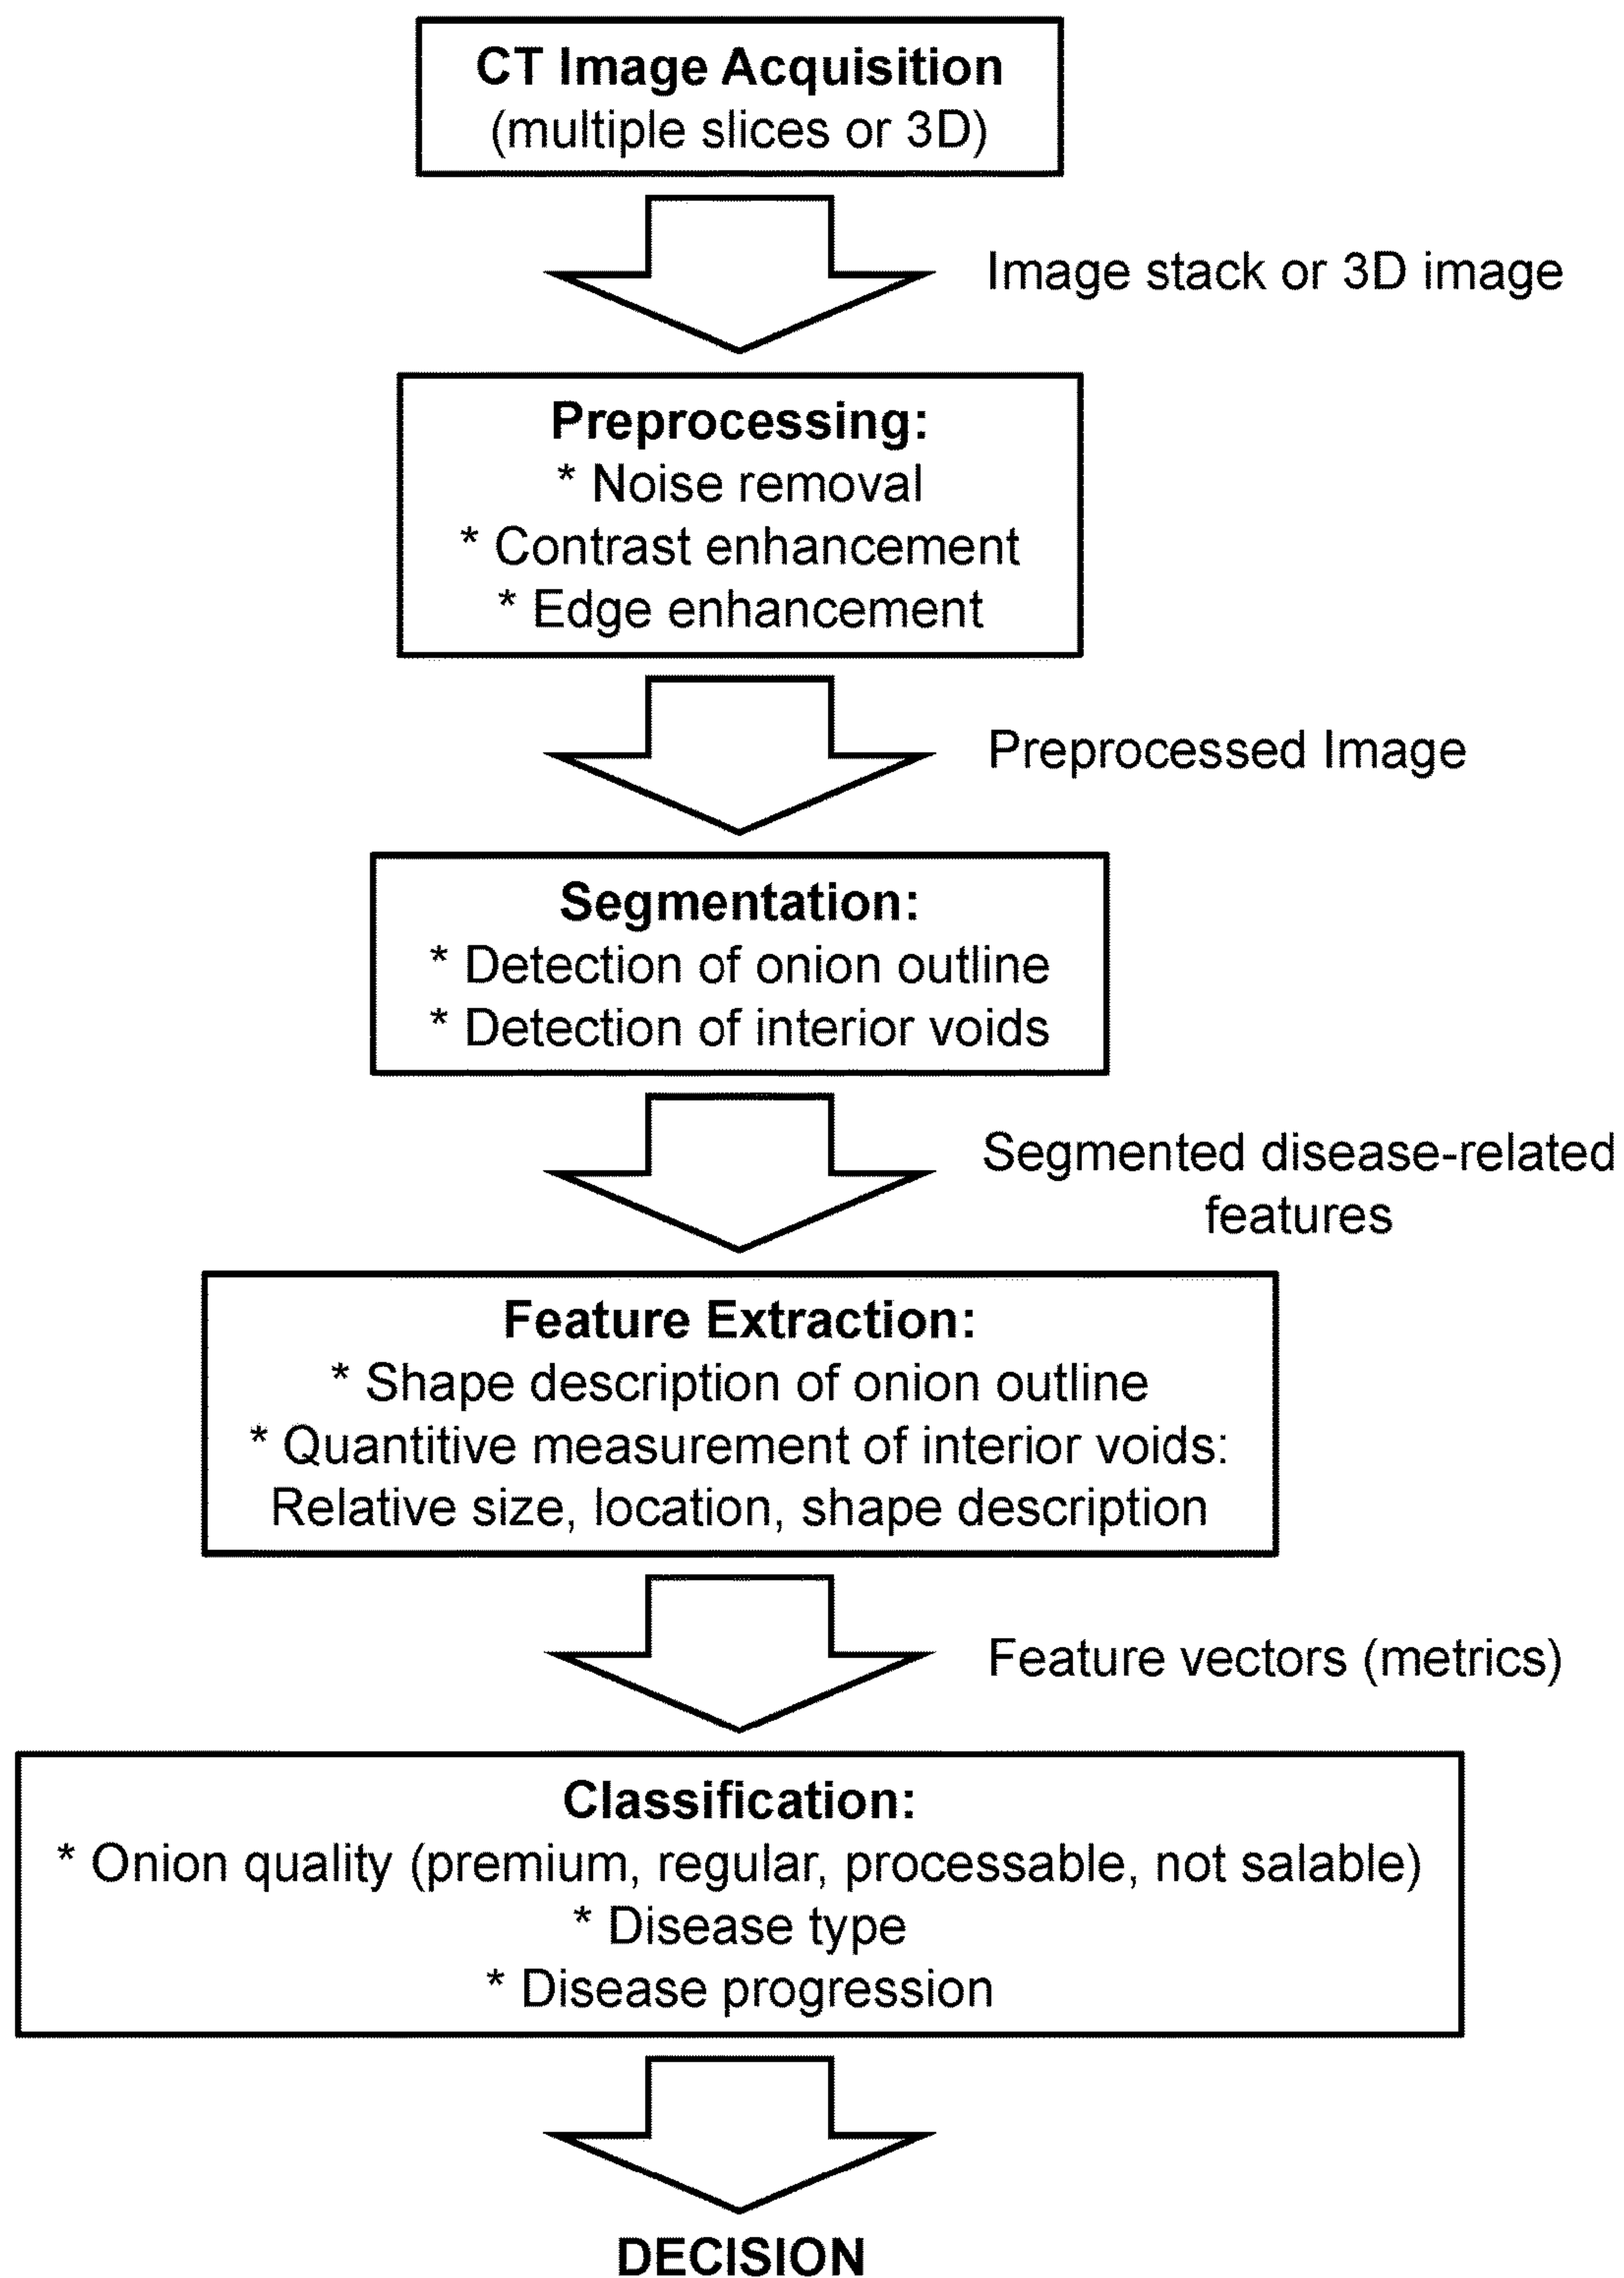 CT Image Acquisition
(multiple slices or 3D)
Image stack or 3D image
Preprocessing:
* Noise removal
* Contrast enhancement
* Edge enhancement
Preprocessed Image
Segmentation:
* Detection of onion outline
* Detection of interior voids
Segmented disease-related
features
Feature Extraction:
* Shape description of onion outline
* Quantitive measurement of interior voids:
Relative size, location, shape description
Feature vectors (metrics)
Classification:
* Onion quality (premium, regular, processable, not salable)
* Disease type
* Disease progression
DECISION